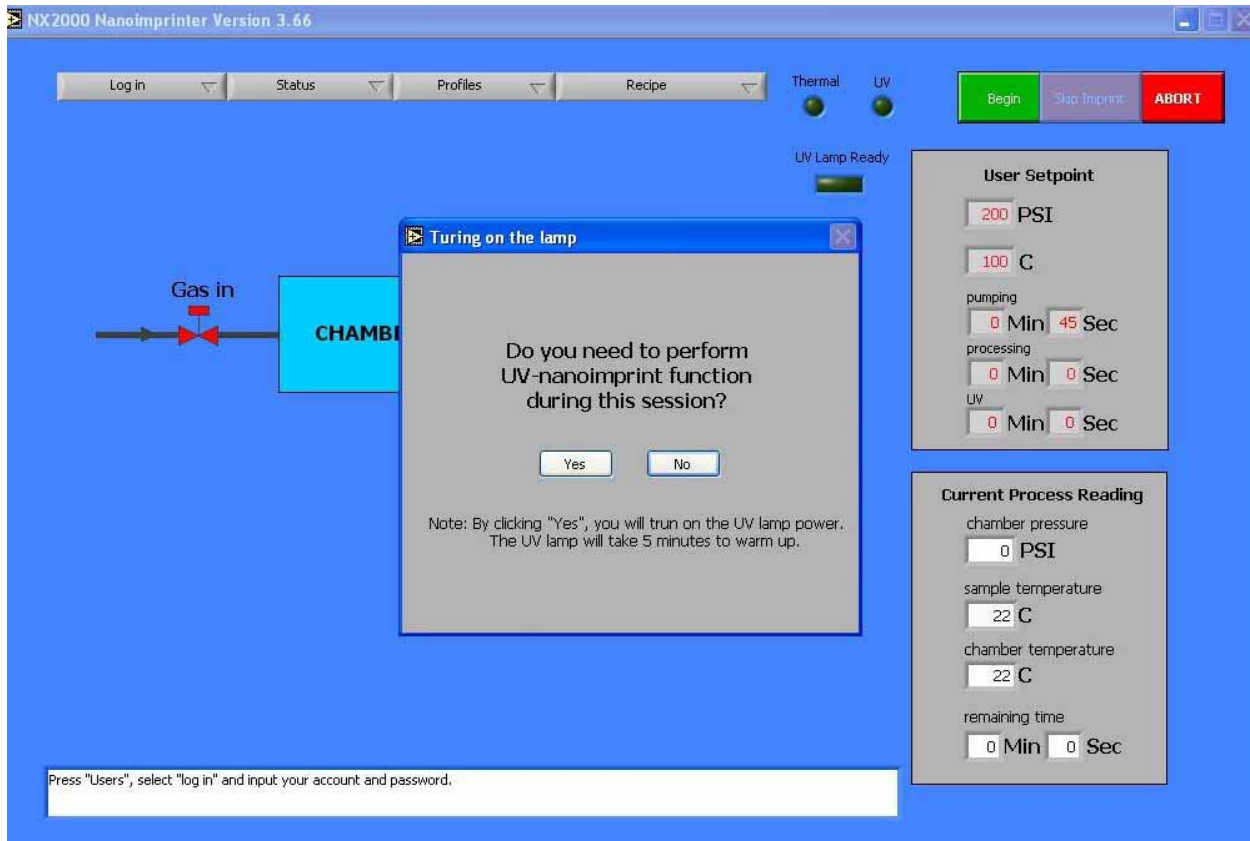 NX2000 Nanoimprinter Version 3.66
Log in Status Profiles Recipe
Thermal UV
Begin Skip Imprint ABORT
UV Lamp Ready
Gas in
CHAMBE
Turing on the lamp
Do you need to perform
UV-nanoimprint function
during this session?
Yes No
Note: By clicking "Yes", you will trun on the UV lamp power.
The UV lamp will take 5 minutes to warm up.
User Setpoint
200 PSI
100 C
pumping
0 Min 45 Sec
processing
0 Min 0 Sec
UV
0 Min 0 Sec
Current Process Reading
chamber pressure
0 PSI
sample temperature
22 C
chamber temperature
22 C
remaining time
0 Min 0 Sec
Press "Users", select "log in" and input your account and password.